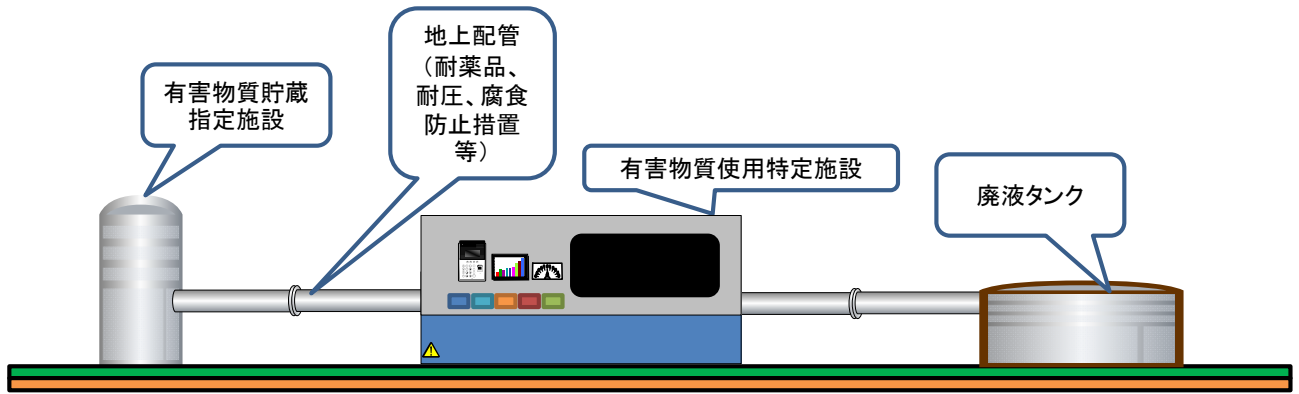 有害物質貯蔵
指定施設
地上配管
（耐薬品、
耐圧、腐食
防止措置
等）
有害物質使用特定施設
廃液タンク